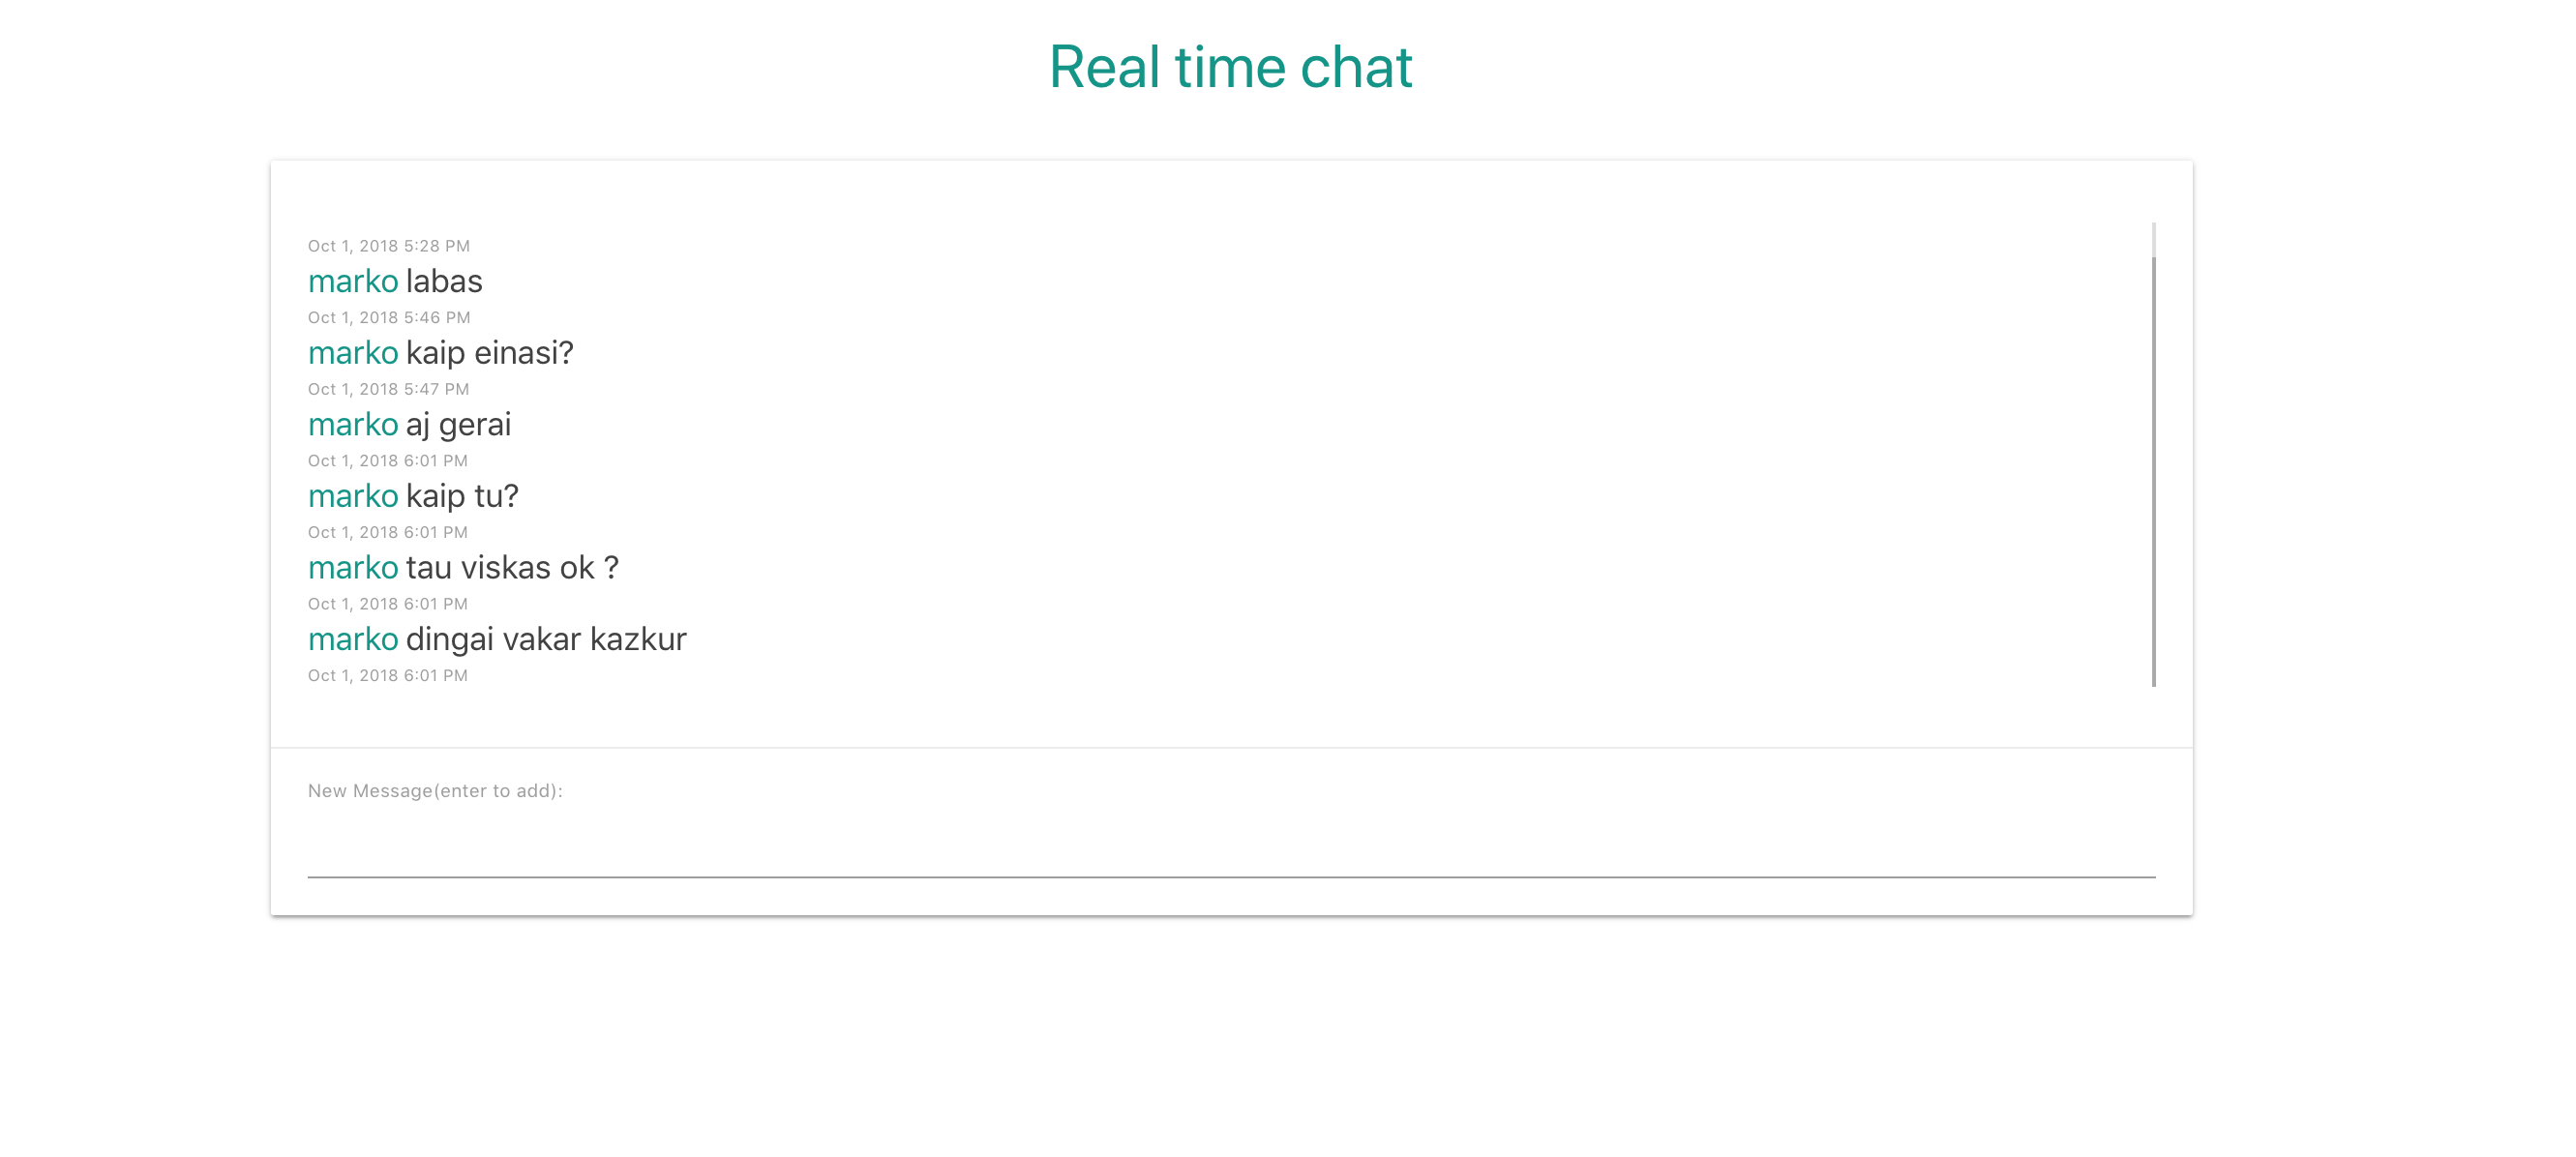 Real time chat
Oct 1, 2018 5:28 PM
marko labas
Oct 1, 2018 5:46 PM
marko kaip einasi?
Oct 1, 2018 5:47 PM
marko aj gerai
Oct 1, 2018 6:01 PM
marko kaip tu?
Oct 1, 2018 6:01 PM
marko tau viskas ok ?
Oct 1, 2018 6:01 PM
marko dingai vakar kazkur
Oct 1, 2018 6:01 PM
New Message(enter to add):